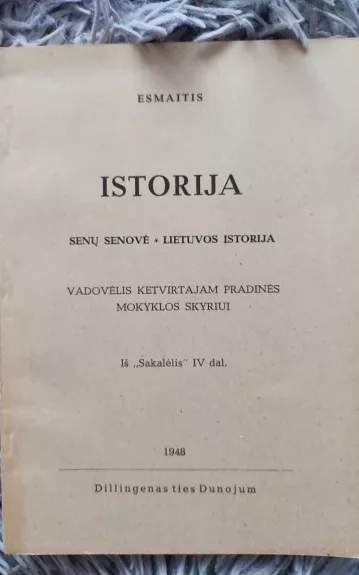 ESMAITIS
ISTORIJA
SENŲ SENOVĖ * LIETUVOS ISTORIJA
VADOVĖLIS KETVIRTAJAM PRADINĖS
MOKYKLOS SKYRIUI
Iš „Sakalėlis" IV dal.
1948
Dillingenas ties Dunojum